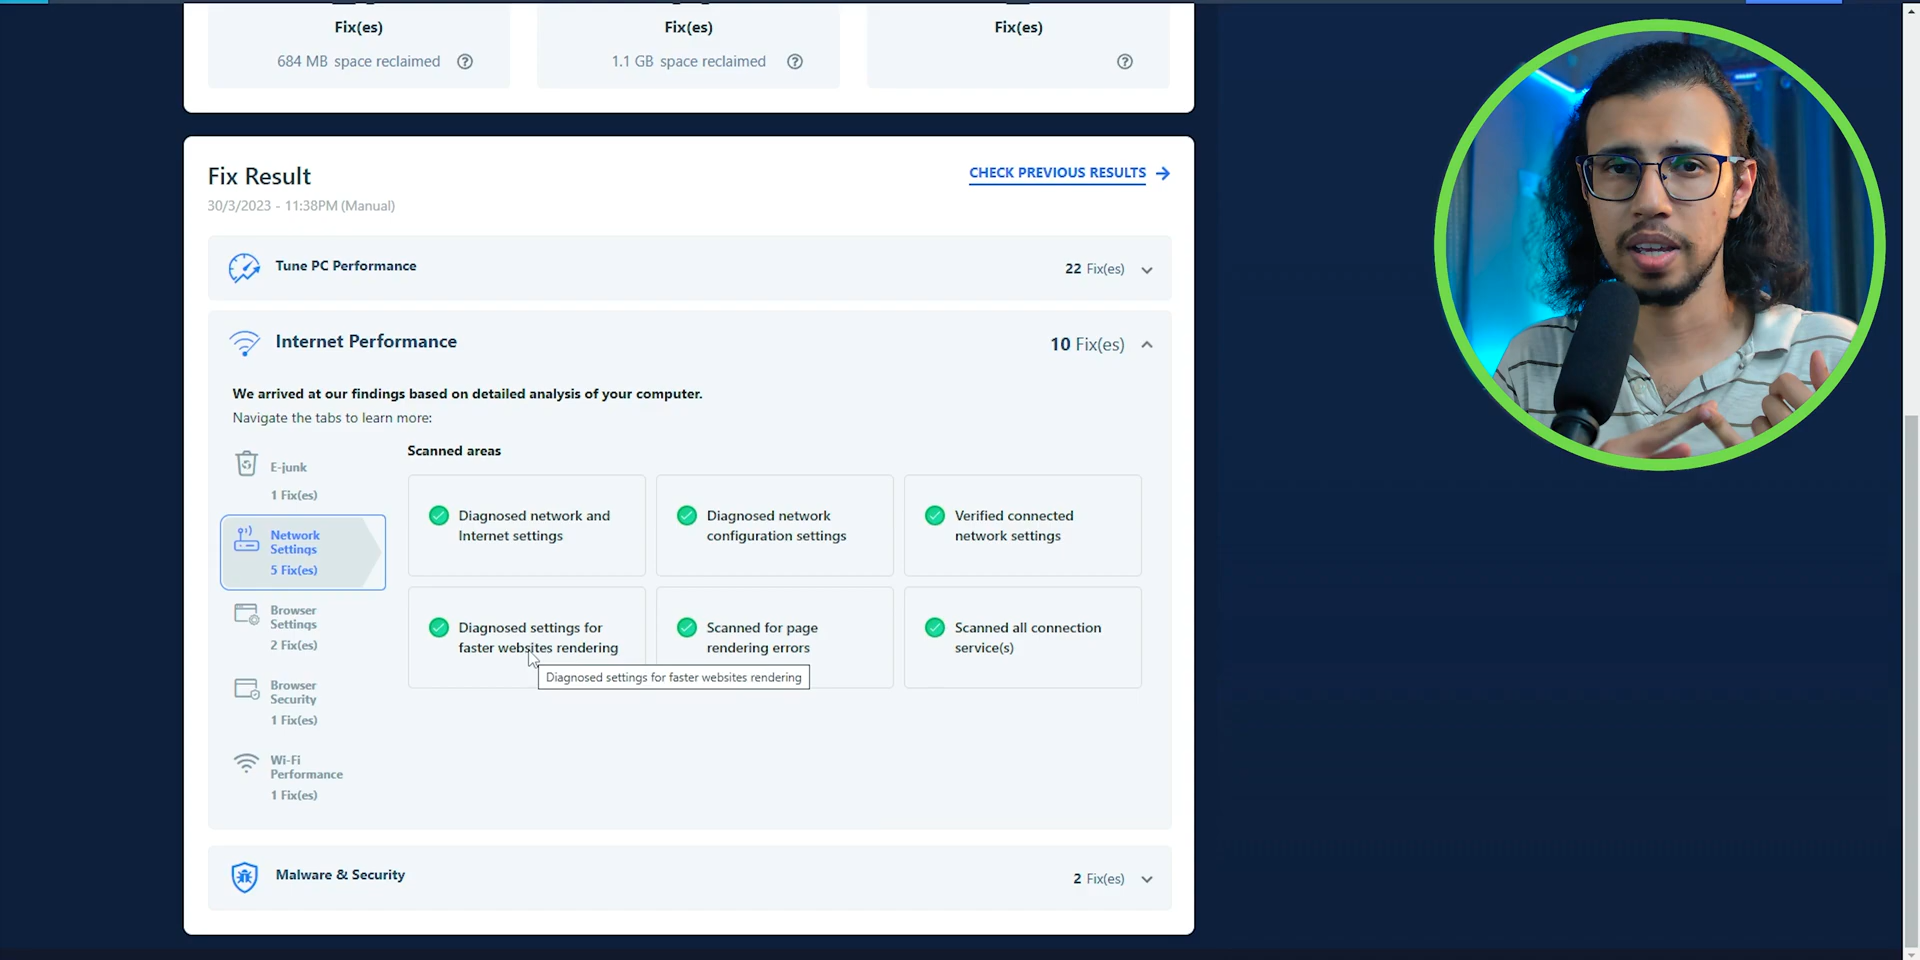 Fix(es)
Fix(es)
Fix(es)
684 MB space reclaimed
1.1 GB space reclaimed
Fix Result
CHECK PREVIOUS RESULTS
30/3/2023 - 11:38PM (Manual)
Tune PC Performance
22 Fix(es)
Internet Performance
10 Fix(es)
We arrived at our findings based on detailed analysis of your computer.
Navigate the tabs to learn more:
E-junk
1 Fix(es)
Network
Settings
5 Fix(es)
Browser
Settings
2 Fix(es)
Browser
Security
1 Fix(es)
Wi-Fi
Performance
1 Fix(es)
Scanned areas
Diagnosed network and
Internet settings
Diagnosed network
configuration settings
Verified connected
network settings
Diagnosed settings for
faster websites rendering
Scanned for page
rendering errors
Scanned all connection
service(s)
Diagnosed settings for faster websites rendering
Malware & Security
2 Fix(es)